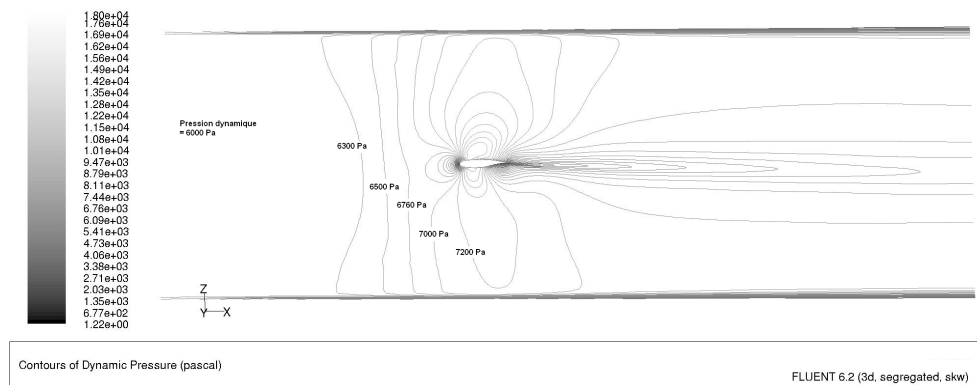 1.80e+04
1.76e+04
1.69e+04
1.62e+04
1.56e+04
1.49e+04
1.42e+04
1.35e+04
1.28e+04
1.22e+04
1.15e+04
1.08e+04
1.01e+04
9.47e+03
8.79e+03
8.11e+03
7.44e+03
6.76e+03
6.09e+03
5.41e+03
4.73e+03
4.06e+03
3.38e+03
2.71e+03
2.03e+03
1.35e+03
6.77e+02
1.22e+00
Pression dynamique
= 6000 Pa
6300 Pa
6500 Pa
6760 Pa
7000 Pa
7200 Pa
Z
Y
X
Contours of Dynamic Pressure (pascal)
FLUENT 6.2 (3d, segregated, skw)